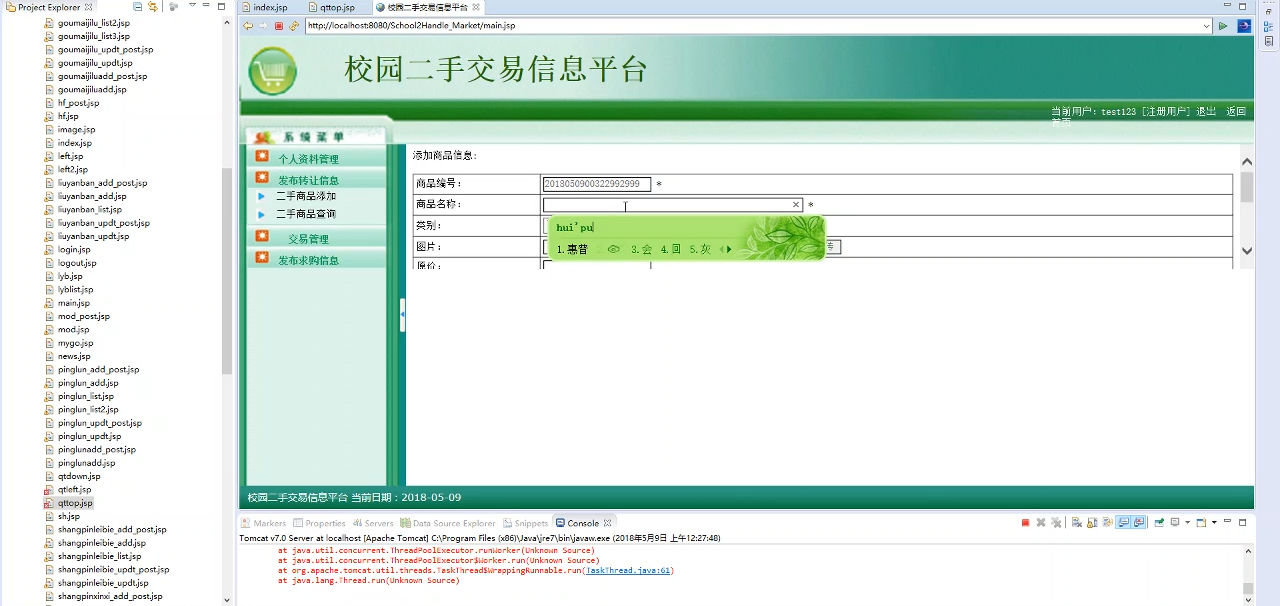 Project Explorer
goumaijilu_list2.jsp
goumaijilu_list3.jsp
goumaijilu_updt_post.jsp
goumaijilu_updt.jsp
goumaijiluadd_post.jsp
goumaijiluadd.jsp
hf_post.jsp
hf.jsp
image.jsp
index.jsp
left.jsp
left2.jsp
liuyanban_add_post.jsp
liuyanban_add.jsp
liuyanban_list.jsp
liuyanban_updt_post.jsp
liuyanban_updt.jsp
login.jsp
logout.jsp
lyb.jsp
lyblist.jsp
main.jsp
mod_post.jsp
mod.jsp
mygo.jsp
news.jsp
pinglun_add_post.jsp
pinglun_add.jsp
pinglun_list.jsp
pinglun_list2.jsp
pinglun_updt_post.jsp
pinglun_updt.jsp
pinglunadd_post.jsp
pinglunadd.jsp
qtdown.jsp
qtleft.jsp
qttop.jsp
sh.jsp
shangpinleibie_add_post.jsp
shangpinleibie_add.jsp
shangpinleibie_list.jsp
shangpinleibie_updt_post.jsp
shangpinleibie_updt.jsp
shangpinxinxi_add_post.jsp
index.jsp qttop.jsp 校园二手交易信息平台
http://localhost:8080/School2Handle_Market/main.jsp
校园二手交易信息平台
当前用户：test123 [注册用户] 退出 返回
首页
系统菜单
个人资料管理
发布转让信息
二手商品添加
二手商品查询
交易管理
发布求购信息
添加商品信息:
商品编号： 2018050900322992999 *
商品名称： *
类别：
图片：
原价：
hui'pu
1.惠普 3.会 4.回 5.灰
校园二手交易信息平台 当前日期：2018-05-09
Markers Properties Servers Data Source Explorer Snippets Console
Tomcat v7.0 Server at localhost [Apache Tomcat] C:\Program Files (x86)\Java\jre7\bin\javaw.exe (2018年5月9日 上午12:27:48)
at java.util.concurrent.ThreadPoolExecutor.runWorker(Unknown Source)
at java.util.concurrent.ThreadPoolExecutor$Worker.run(Unknown Source)
at org.apache.tomcat.util.threads.TaskThread$WrappingRunnable.run(TaskThread.java:61)
at java.lang.Thread.run(Unknown Source)